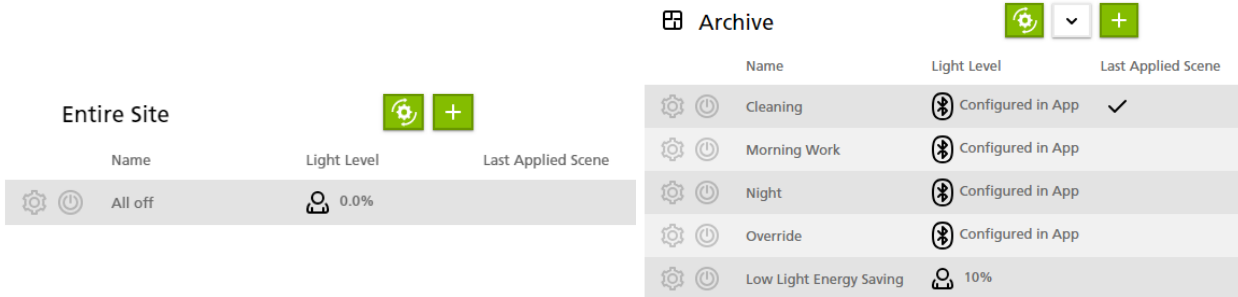 Entire Site
Name Light Level Last Applied Scene
All off 0.0%
Archive
Name Light Level Last Applied Scene
Cleaning Configured in App
Morning Work Configured in App
Night Configured in App
Override Configured in App
Low Light Energy Saving 10%